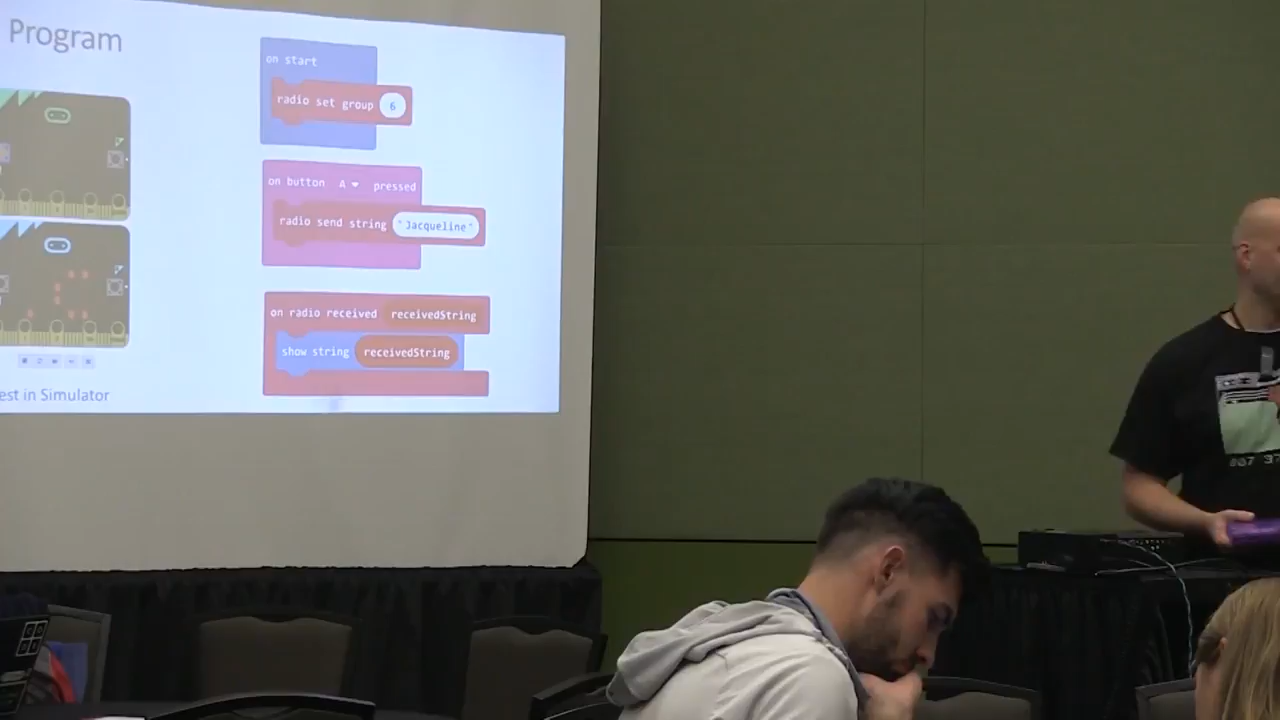 Program
on start
radio set group 6
on button A pressed
radio send string "Jacqueline"
on radio received receivedString
show string receivedString
est in Simulator